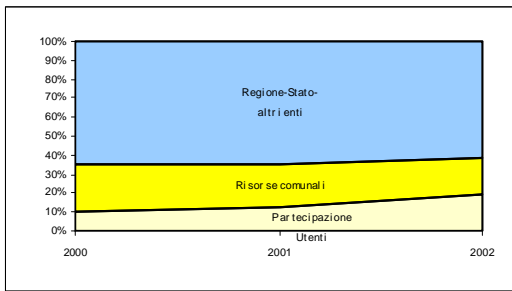 100%
90%
80%
70%
60%
50%
40%
30%
20%
10%
0%
Regione-Stato-
altri enti
Risorse comunali
Partecipazione
Utenti
2000 2001 2002